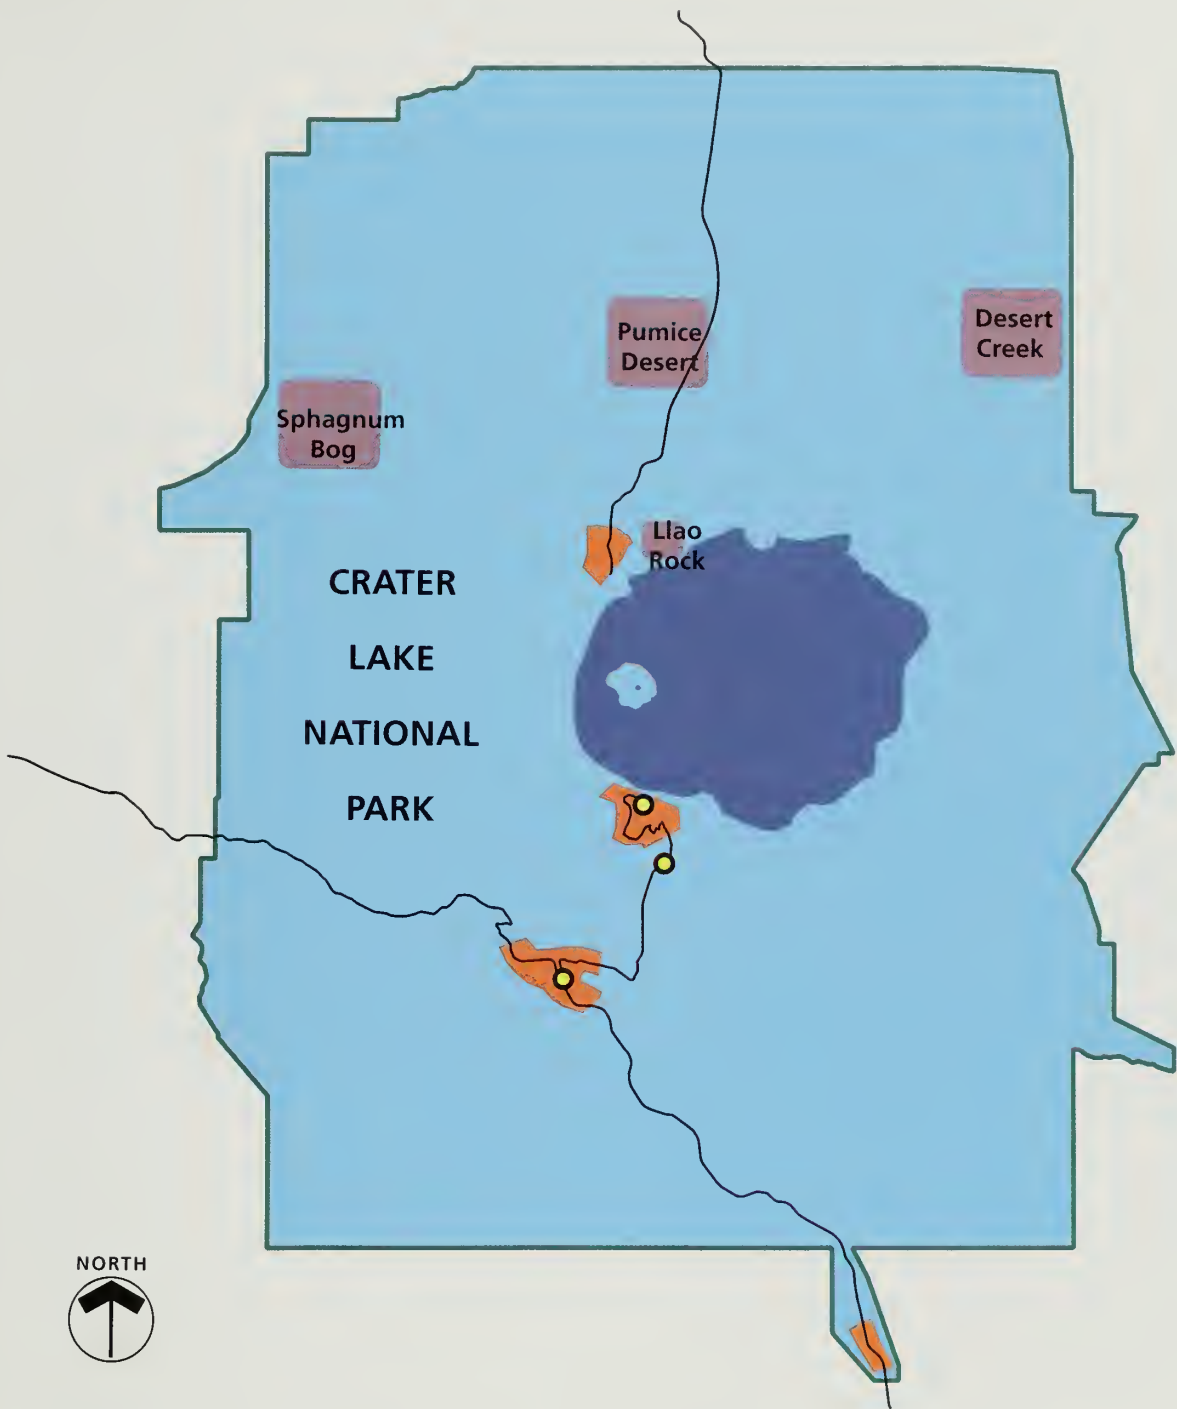 Pumice
Desert
Desert
Creek
Sphagnum
Bog
Llao
Rock
CRATER
LAKE
NATIONAL
PARK
NORTH